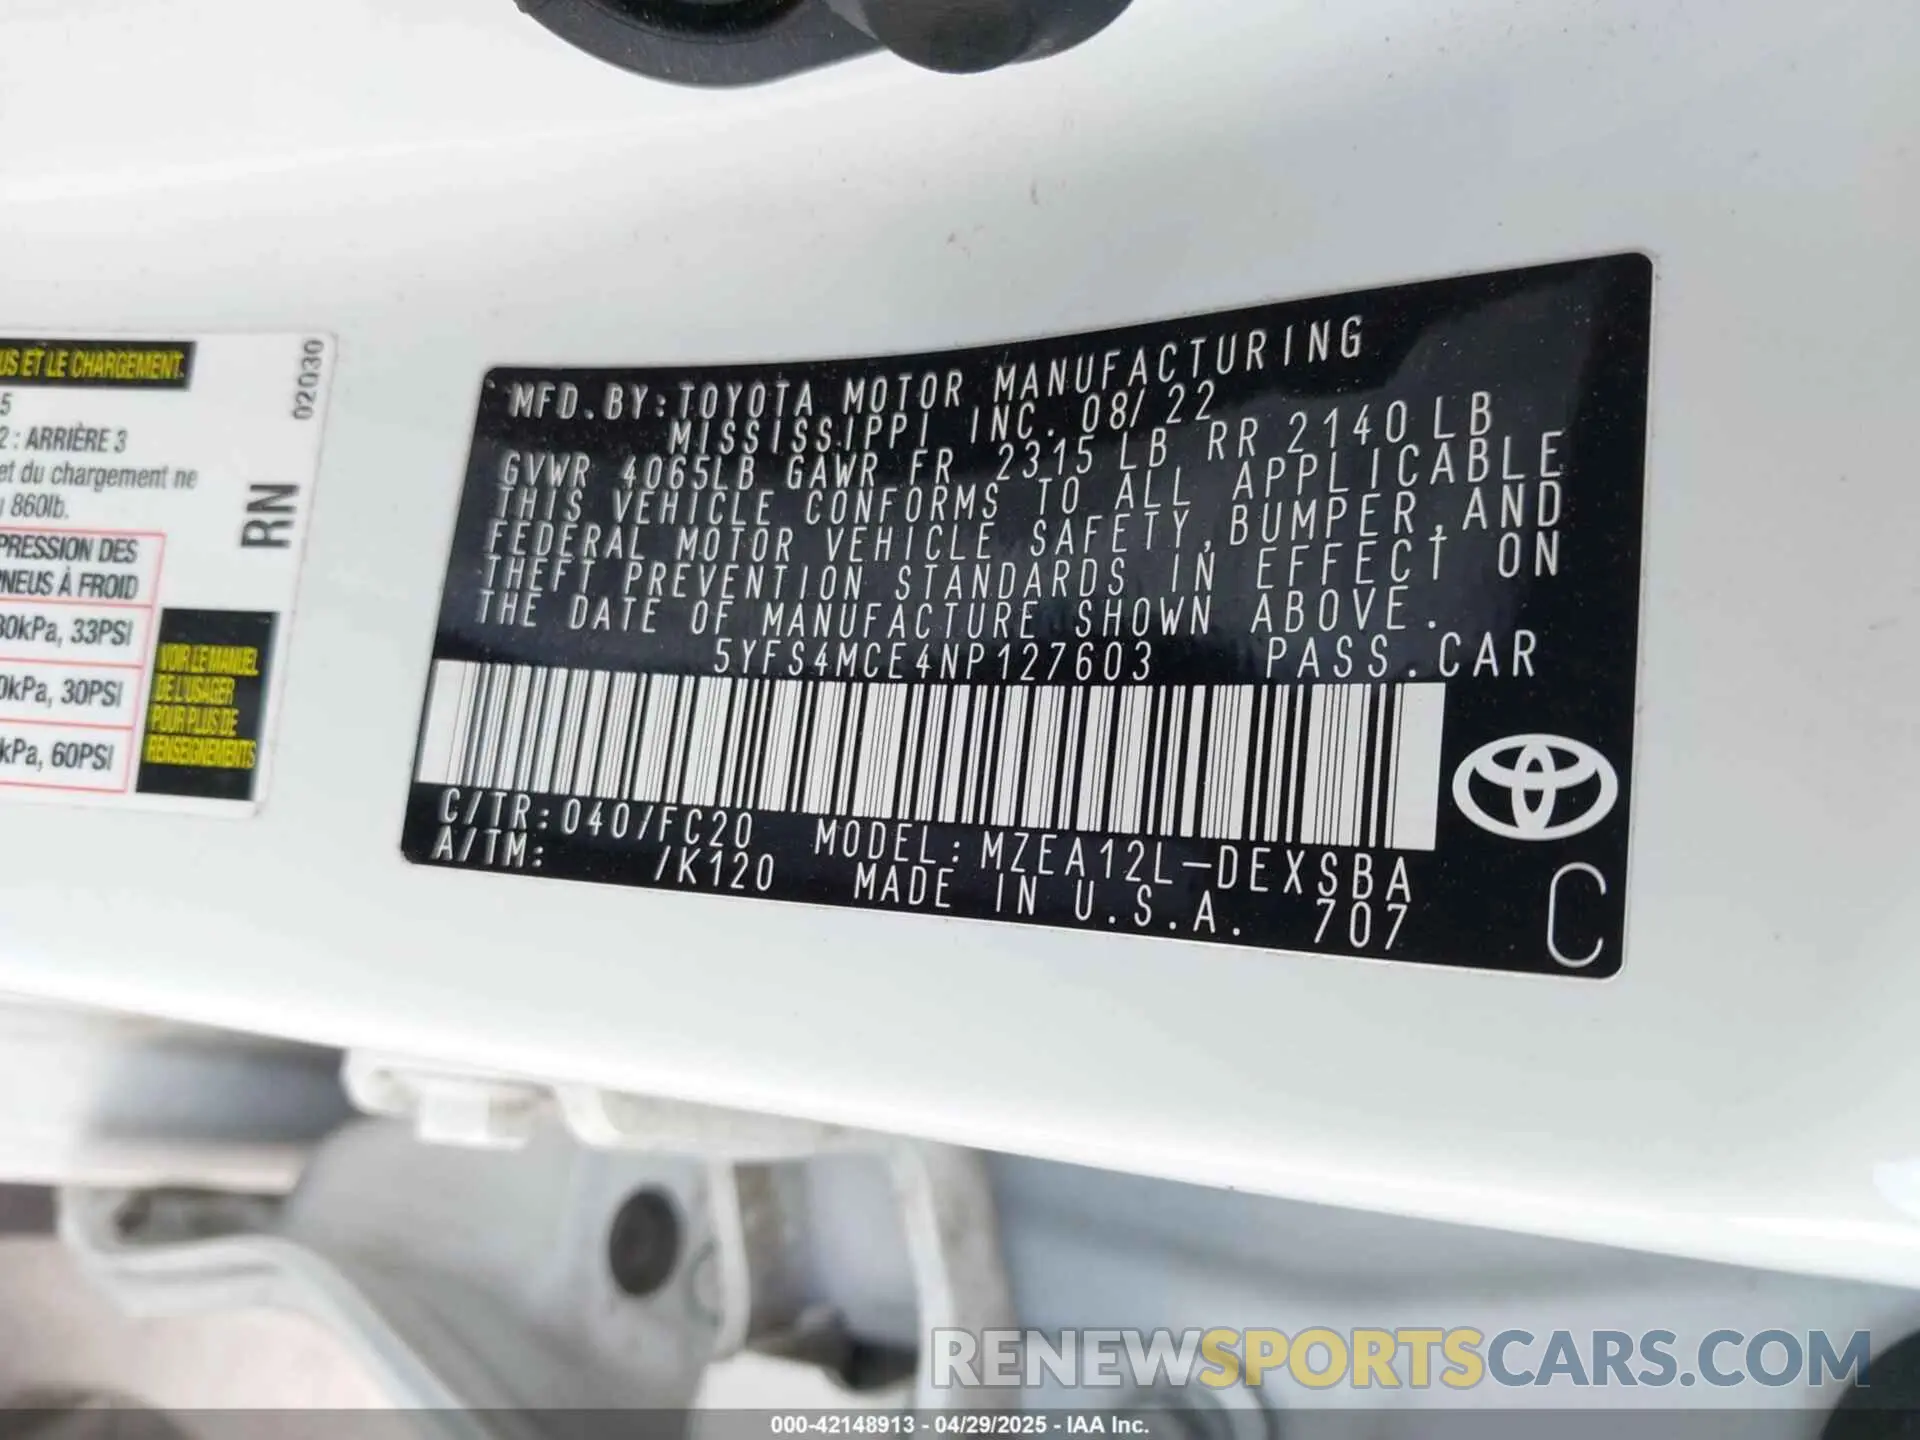 US ET LE CHARGEMENT.
5
2 : ARRIÈRE 3
et du chargement ne
860lb.
PRESSION DES
PNEUS À FROID
30kPa, 33PSI
0kPa, 30PSI
kPa, 60PSI
VOIR LE MANUEL
DE L'USAGER
POUR PLUS DE
RENSEIGNEMENTS
02030
RN
MFD.BY:TOYOTA MOTOR MANUFACTURING
MISSISSIPPI INC. 08/22
GVWR 4065LB GAWR FR 2315 LB RR 2140 LB
THIS VEHICLE CONFORMS TO ALL APPLICABLE
FEDERAL MOTOR VEHICLE SAFETY, BUMPER, AND
THEFT PREVENTION STANDARDS IN EFFECT ON
THE DATE OF MANUFACTURE SHOWN ABOVE.
5YFS4MCE4NP127603 PASS.CAR
C/TR:040/FC20 MODEL:MZEA12L-DEXSBA
A/TM: /K120 MADE IN U.S.A. 707
C
RENEWSPORTSCARS.COM
000-42148913 - 04/29/2025 - IAA Inc.